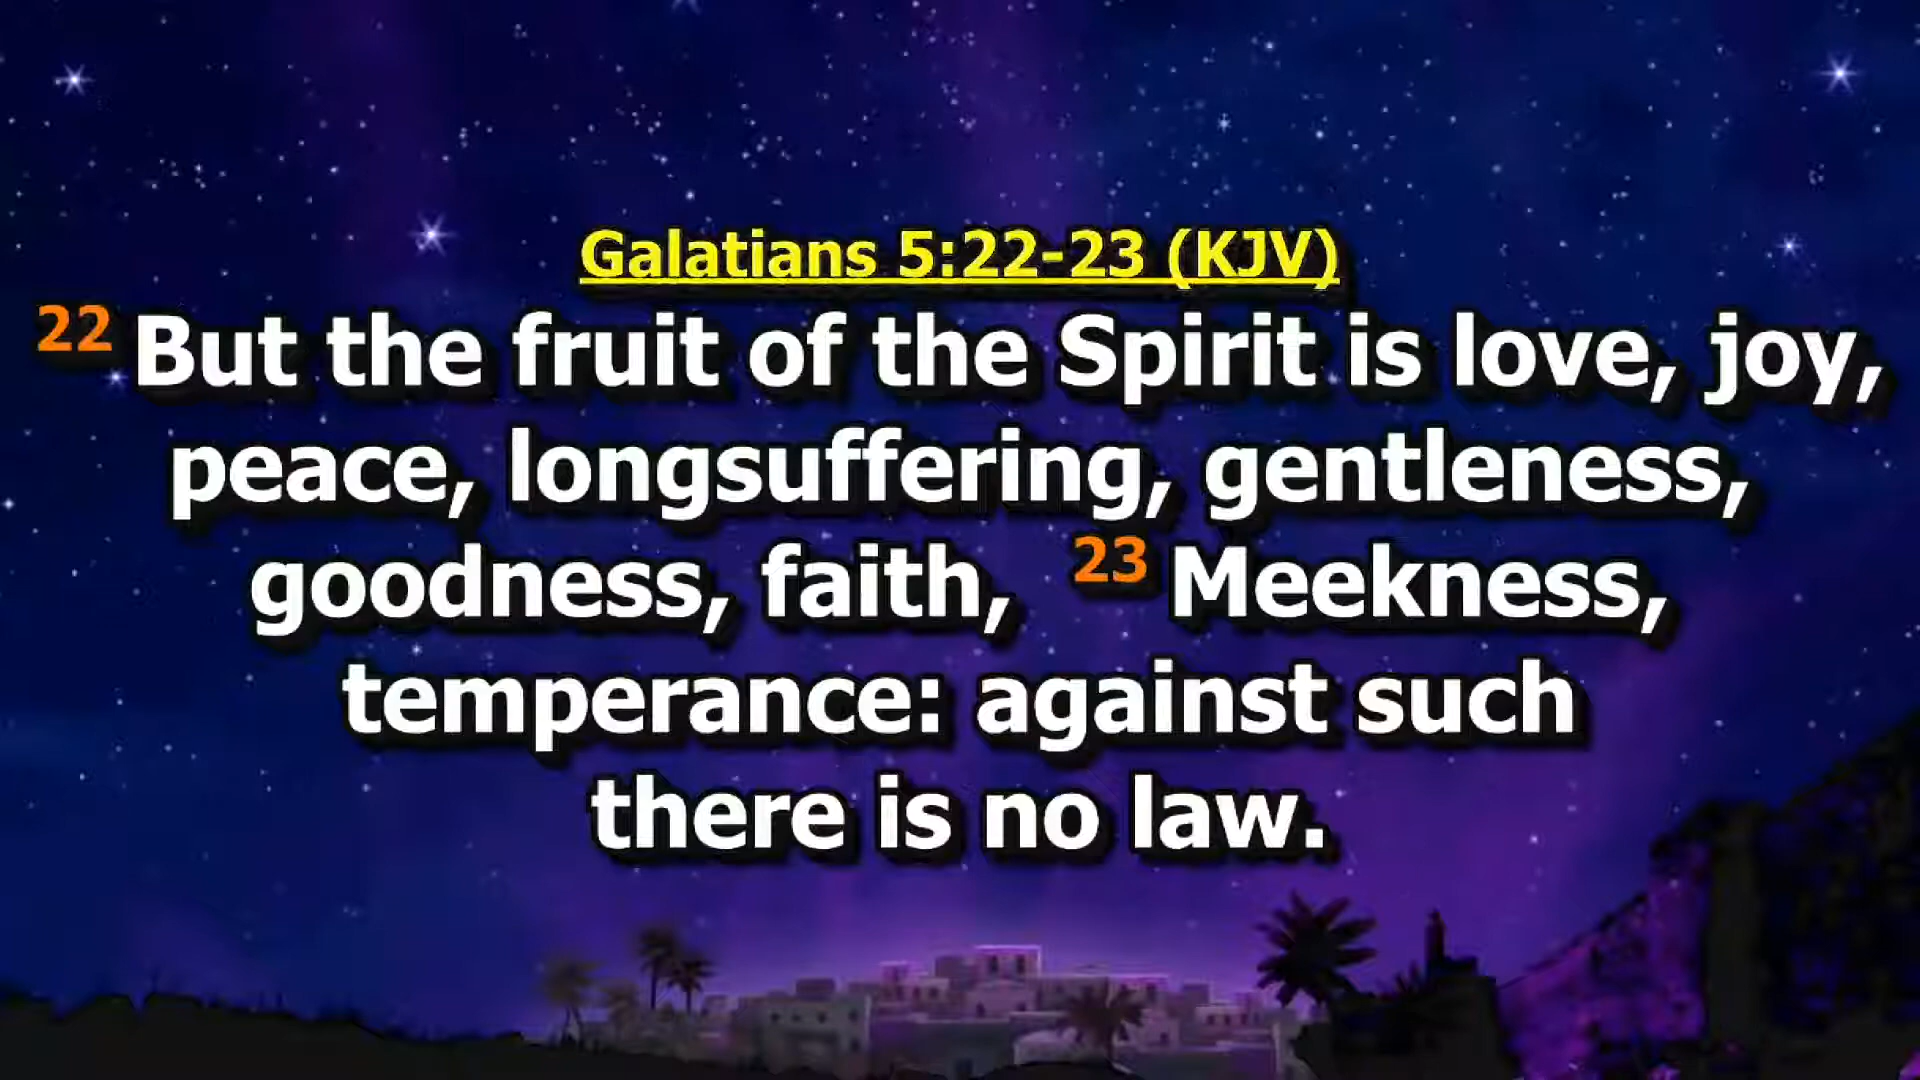 Galatians 5:22-23 (KJV)
22 But the fruit of the Spirit is love, joy,
peace, longsuffering, gentleness,
goodness, faith, 23 Meekness,
temperance: against such
there is no law.